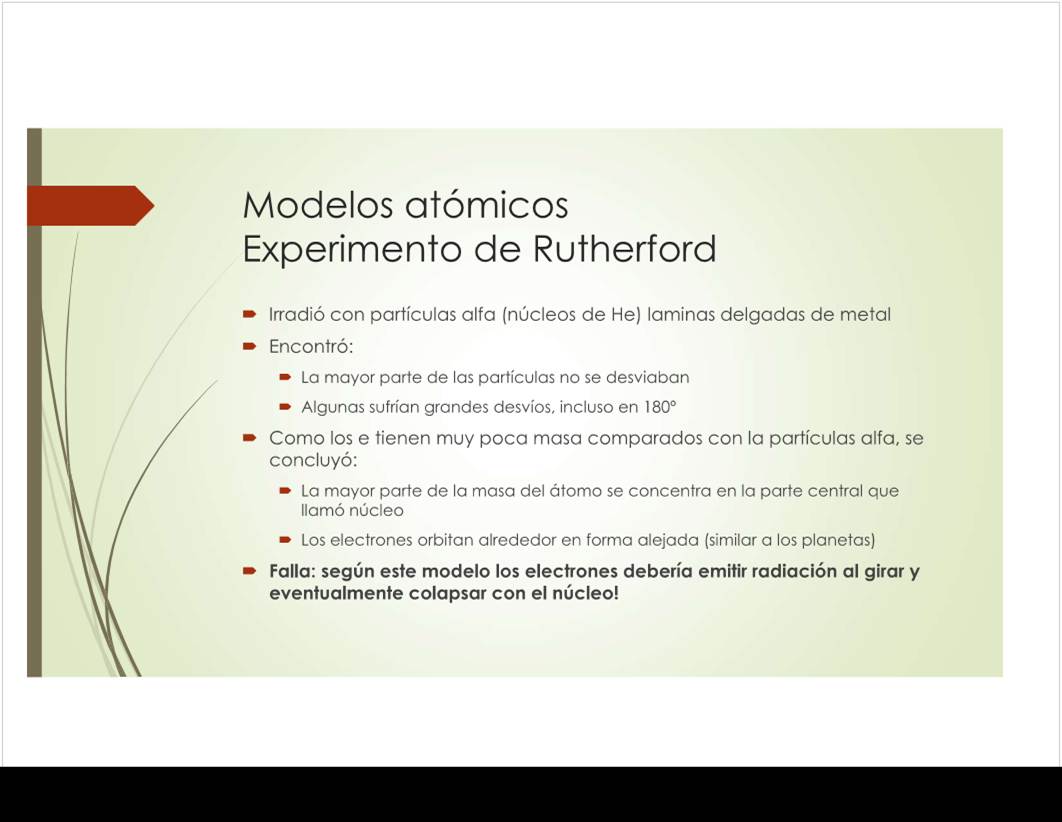 Modelos atómicos
Experimento de Rutherford
Irradió con partículas alfa (núcleos de He) laminas delgadas de metal
Encontró:
La mayor parte de las partículas no se desviaban
Algunas sufrían grandes desvíos, incluso en 180º
Como los e tienen muy poca masa comparados con la partículas alfa, se
concluyó:
La mayor parte de la masa del átomo se concentra en la parte central que
llamó núcleo
Los electrones orbitan alrededor en forma alejada (similar a los planetas)
Falla: según este modelo los electrones debería emitir radiación al girar y
eventualmente colapsar con el núcleo!